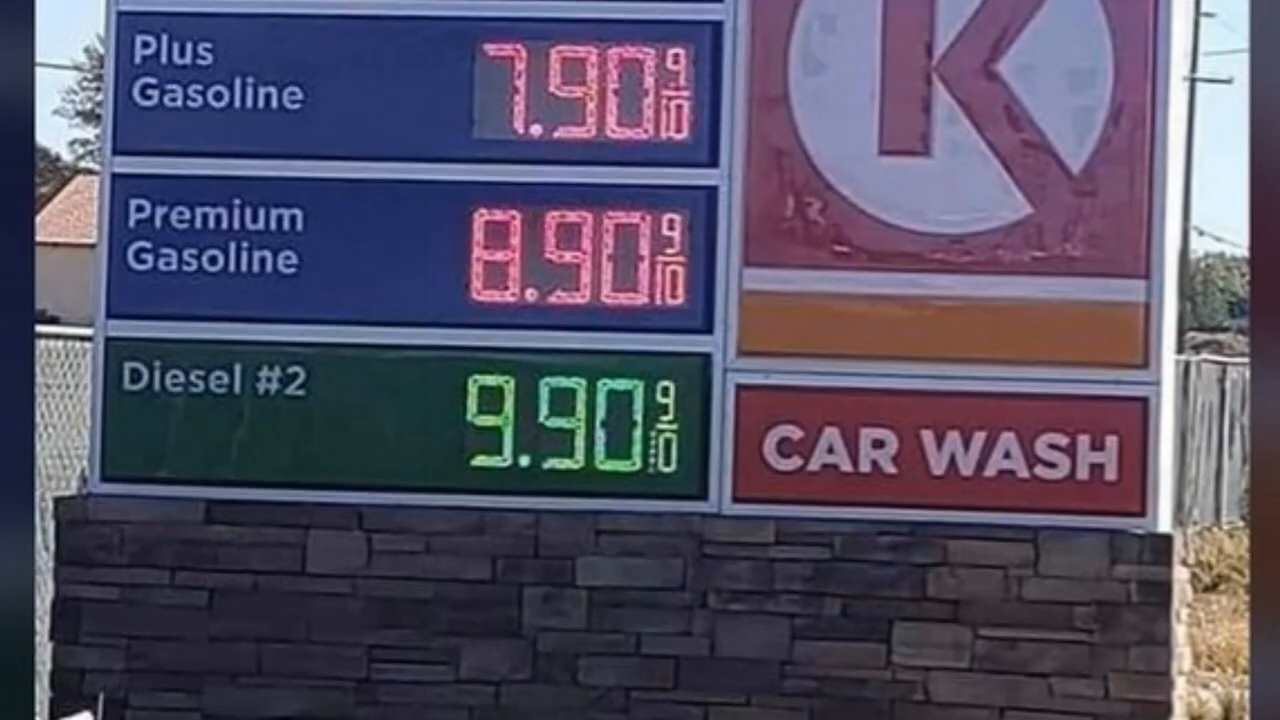 Plus
Gasoline
7.90 9/10
Premium
Gasoline
8.90 9/10
Diesel #2
9.90 9/10
K
CAR WASH